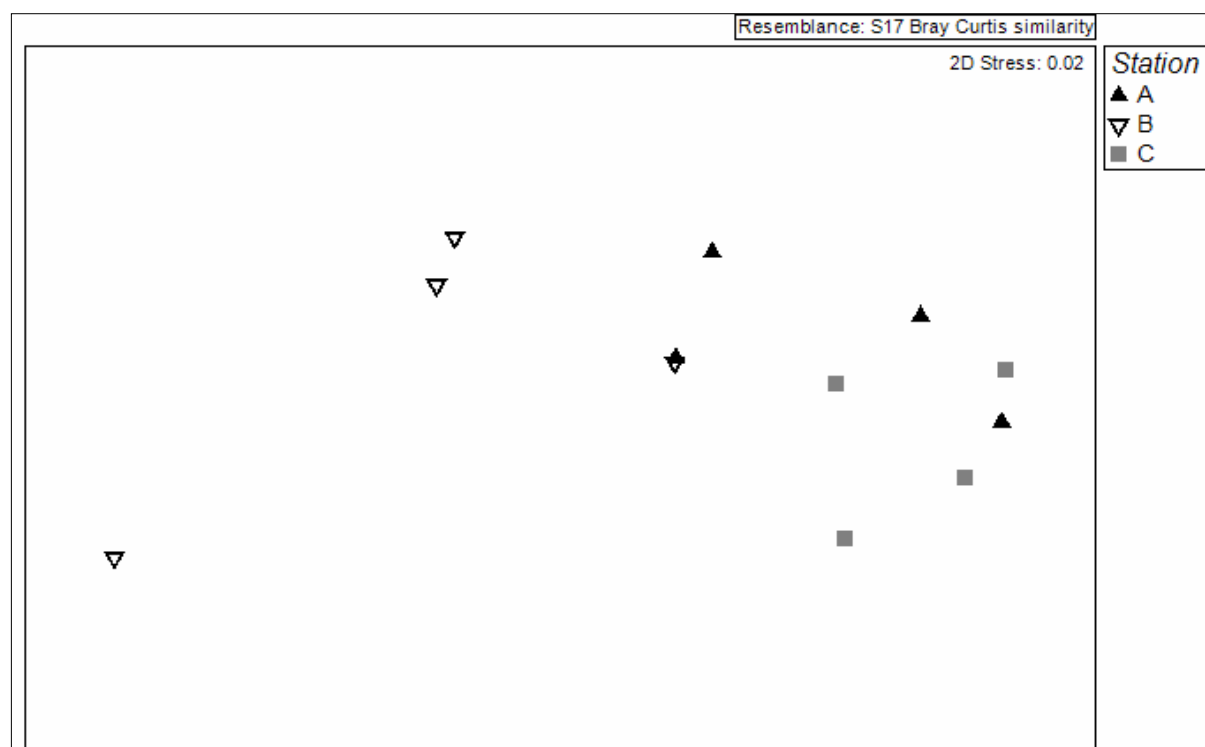 Resemblance: S17 Bray Curtis similarity
2D Stress: 0.02
Station
A
B
C